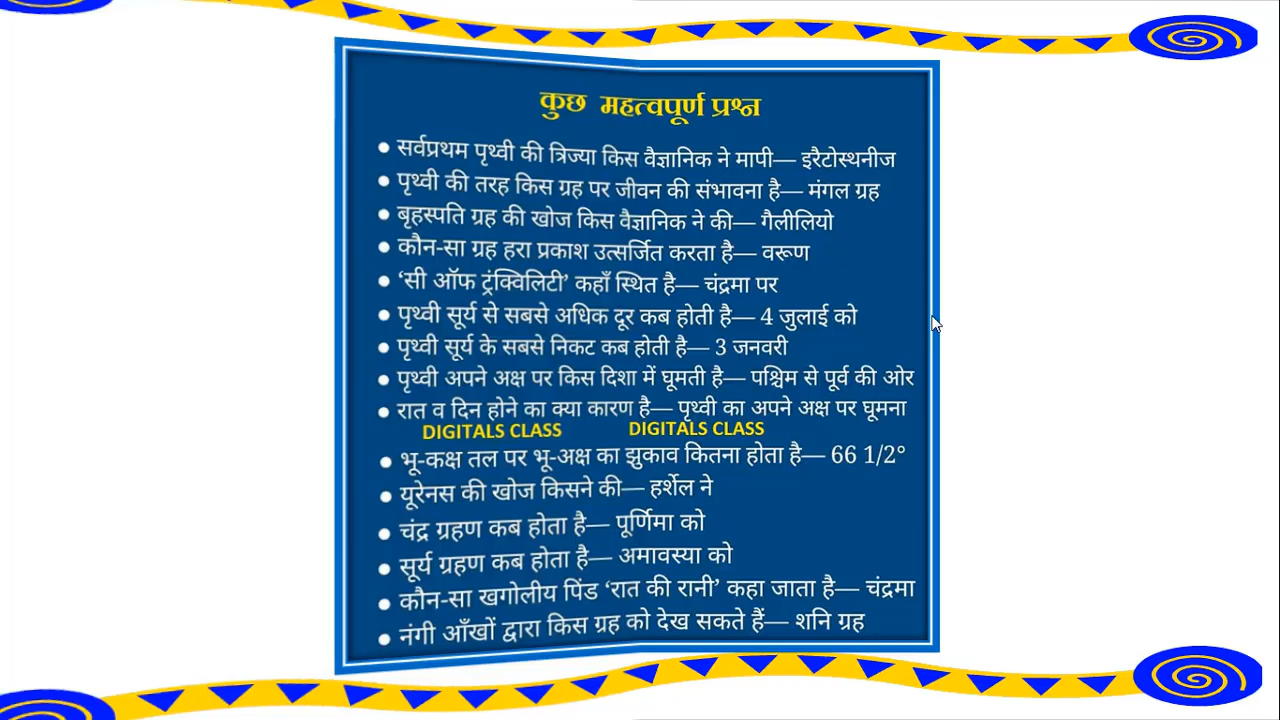 कुछ महत्वपूर्ण प्रश्न
• सर्वप्रथम पृथ्वी की त्रिज्या किस वैज्ञानिक ने मापी— इरैटोस्थनीज
• पृथ्वी की तरह किस ग्रह पर जीवन की संभावना है— मंगल ग्रह
• बृहस्पति ग्रह की खोज किस वैज्ञानिक ने की— गैलीलियो
• कौन-सा ग्रह हरा प्रकाश उत्सर्जित करता है— वरूण
• ‘सी ऑफ ट्रंक्विलिटी’ कहाँ स्थित है— चंद्रमा पर
• पृथ्वी सूर्य से सबसे अधिक दूर कब होती है— 4 जुलाई को
• पृथ्वी सूर्य के सबसे निकट कब होती है— 3 जनवरी
• पृथ्वी अपने अक्ष पर किस दिशा में घूमती है— पश्चिम से पूर्व की ओर
• रात व दिन होने का क्या कारण है— पृथ्वी का अपने अक्ष पर घूमना
DIGITALS CLASS DIGITALS CLASS
• भू-कक्ष तल पर भू-अक्ष का झुकाव कितना होता है— 66 1/2°
• यूरेनस की खोज किसने की— हर्शेल ने
• चंद्र ग्रहण कब होता है— पूर्णिमा को
• सूर्य ग्रहण कब होता है— अमावस्या को
• कौन-सा खगोलीय पिंड ‘रात की रानी’ कहा जाता है— चंद्रमा
• नंगी आँखों द्वारा किस ग्रह को देख सकते हैं— शनि ग्रह